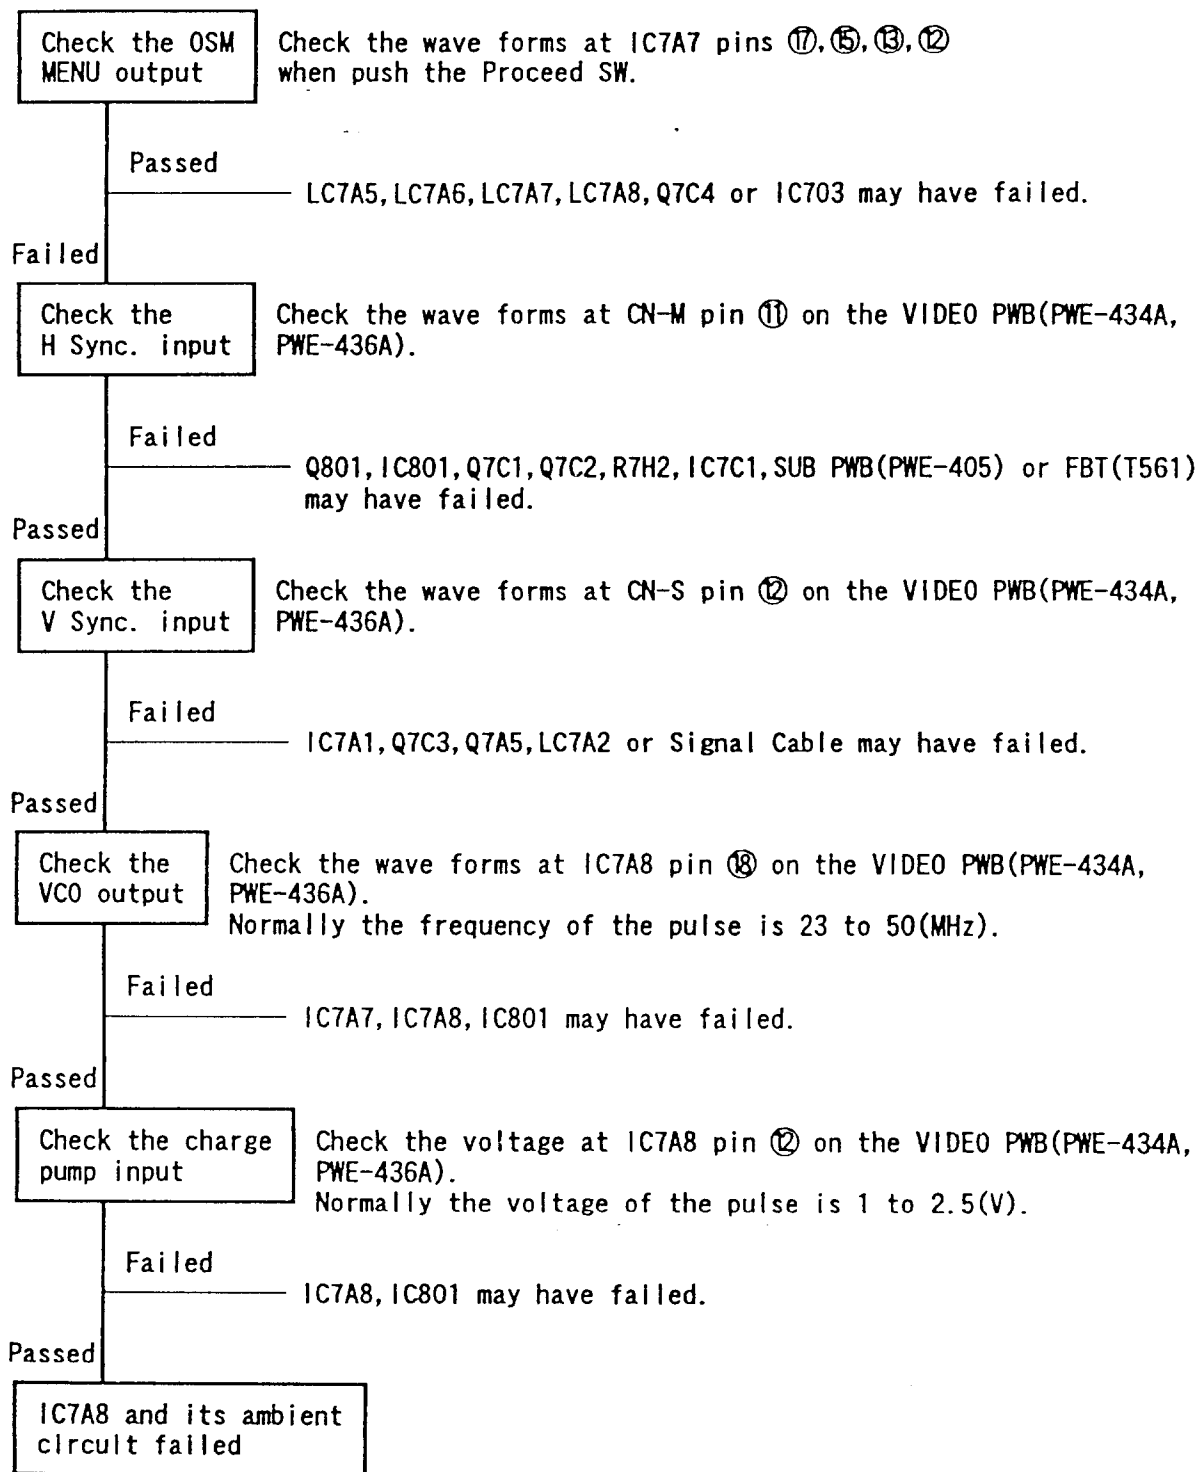 Check the OSM
MENU output
Check the wave forms at IC7A7 pins ⑰,⑮,⑬,⑫
when push the Proceed SW.
Passed
LC7A5,LC7A6,LC7A7,LC7A8,Q7C4 or IC703 may have failed.
Failed
Check the
H Sync. input
Check the wave forms at CN-M pin ⑪ on the VIDEO PWB(PWE-434A,
PWE-436A).
Failed
Q801,IC801,Q7C1,Q7C2,R7H2,IC7C1,SUB PWB(PWE-405) or FBT(T561)
may have failed.
Passed
Check the
V Sync. input
Check the wave forms at CN-S pin ⑫ on the VIDEO PWB(PWE-434A,
PWE-436A).
Failed
IC7A1,Q7C3,Q7A5,LC7A2 or Signal Cable may have failed.
Passed
Check the
VCO output
Check the wave forms at IC7A8 pin ⑱ on the VIDEO PWB(PWE-434A,
PWE-436A).
Normally the frequency of the pulse is 23 to 50(MHz).
Failed
IC7A7,IC7A8,IC801 may have failed.
Passed
Check the charge
pump input
Check the voltage at IC7A8 pin ⑫ on the VIDEO PWB(PWE-434A,
PWE-436A).
Normally the voltage of the pulse is 1 to 2.5(V).
Failed
IC7A8,IC801 may have failed.
Passed
IC7A8 and its ambient
circuit failed